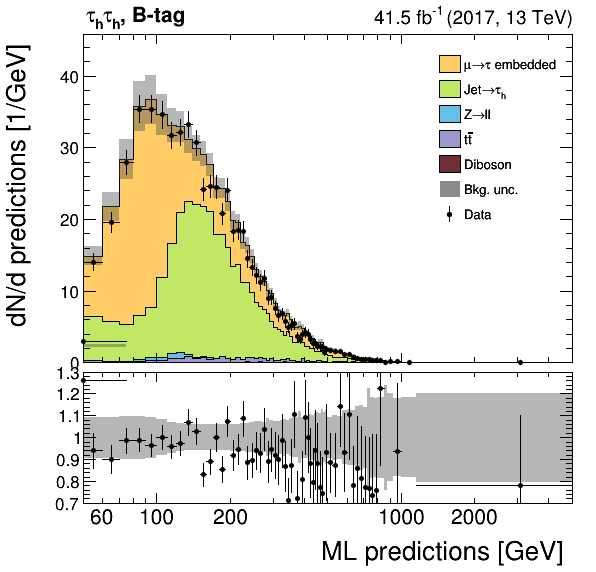 τhτh, B-tag
41.5 fb⁻¹ (2017, 13 TeV)
dN/d predictions [1/GeV]
40
30
20
10
0
μ→τ embedded
Jet→τh
Z→ll
tt̄
Diboson
Bkg. unc.
Data
1.3
1.2
1.1
1
0.9
0.8
0.7
60
100
200
1000
2000
ML predictions [GeV]